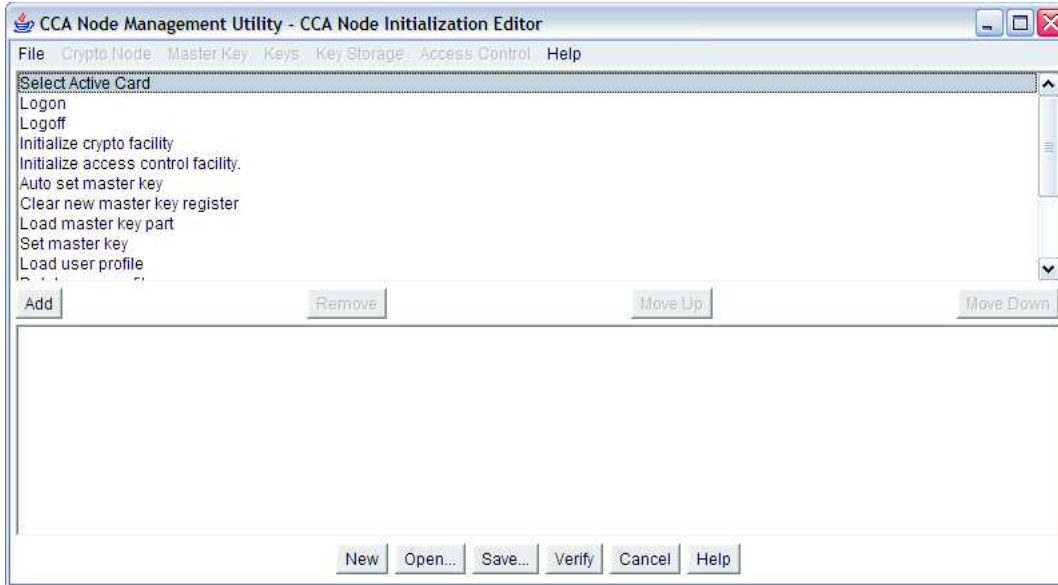 CCA Node Management Utility - CCA Node Initialization Editor
File Crypto Node Master Key Keys Key Storage Access Control Help
Select Active Card
Logon
Logoff
Initialize crypto facility
Initialize access control facility.
Auto set master key
Clear new master key register
Load master key part
Set master key
Load user profile
Add Remove Move Up Move Down
New Open... Save... Verify Cancel Help